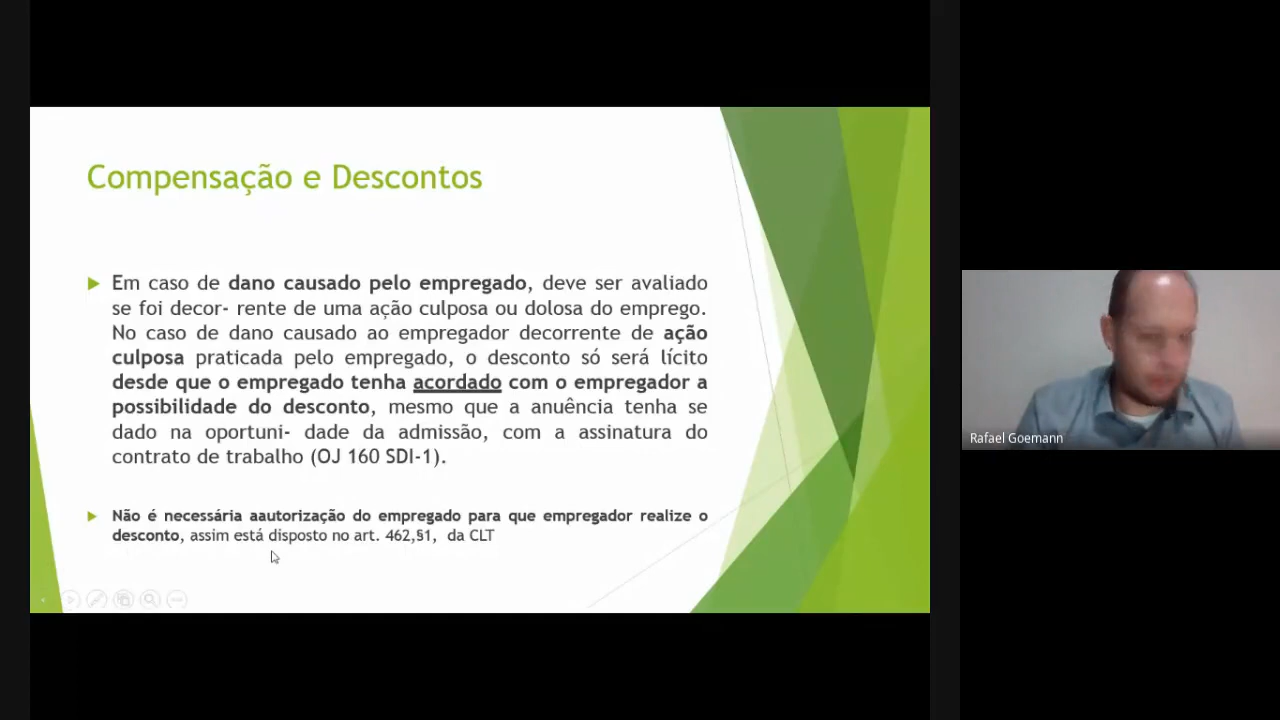 Compensação e Descontos
Em caso de dano causado pelo empregado, deve ser avaliado
se foi decor- rente de uma ação culposa ou dolosa do emprego.
No caso de dano causado ao empregador decorrente de ação
culposa praticada pelo empregado, o desconto só será lícito
desde que o empregado tenha acordado com o empregador a
possibilidade do desconto, mesmo que a anuência tenha se
dado na oportuni- dade da admissão, com a assinatura do
contrato de trabalho (OJ 160 SDI-1).
Não é necessária aautorização do empregado para que empregador realize o
desconto, assim está disposto no art. 462,§1, da CLT
Rafael Goemann